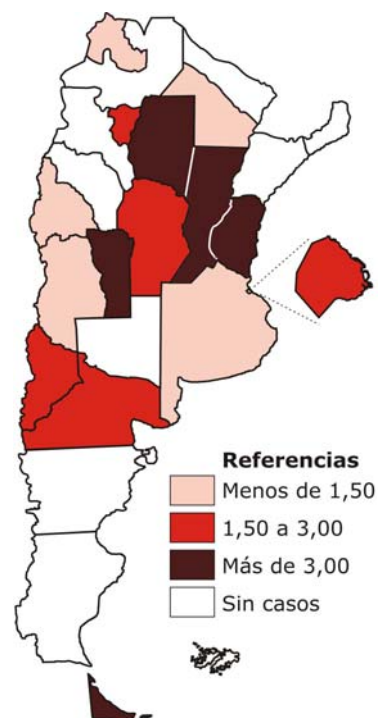 Referencias
Menos de 1,50
1,50 a 3,00
Más de 3,00
Sin casos